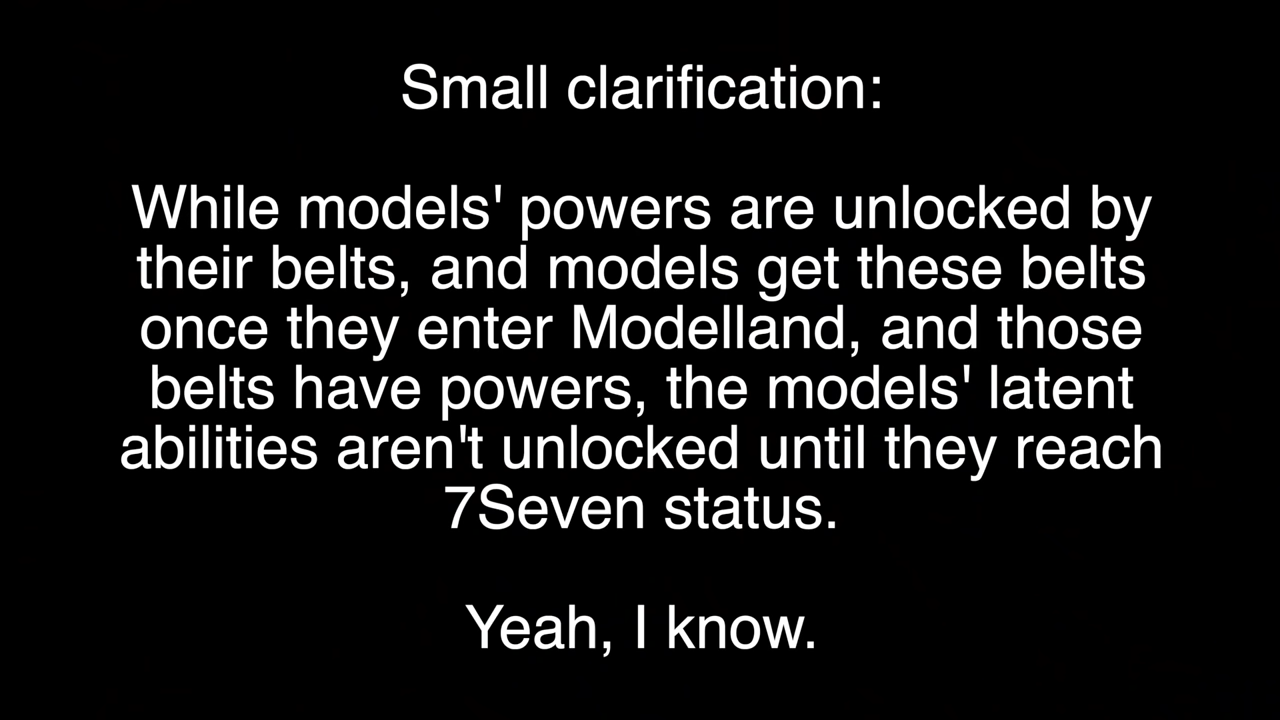 Small clarification:
While models' powers are unlocked by
their belts, and models get these belts
once they enter Modelland, and those
belts have powers, the models' latent
abilities aren't unlocked until they reach
7Seven status.
Yeah, I know.